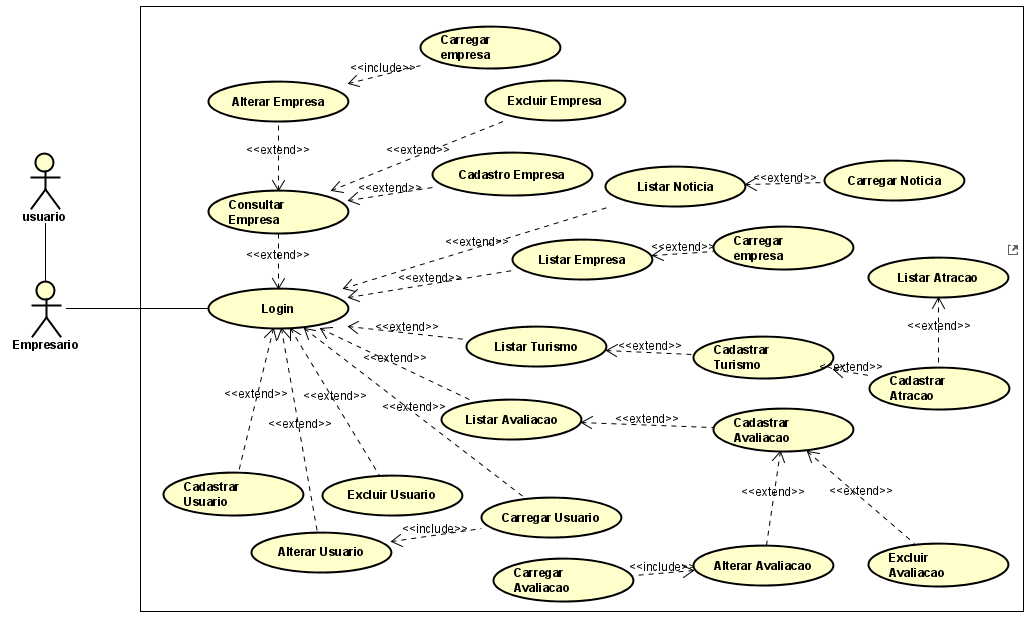 Carregar
empresa
<<include>>
Alterar Empresa
Excluir Empresa
<<extend>>
<<extend>>
Cadastro Empresa
<<extend>>
Listar Noticia
<<extend>>
Carregar Noticia
usuario
Consultar
Empresa
<<extend>>
<<extend>>
Listar Empresa
<<extend>>
Carregar
empresa
<<extend>>
Listar Atracao
Login
Empresario
<<extend>>
<<extend>>
Listar Turismo
<<extend>>
Cadastrar
Turismo
<<extend>>
<<extend>>
Cadastrar
Atracao
<<extend>>
<<extend>>
<<extend>>
<<extend>>
<<extend>>
Listar Avaliacao
<<extend>>
Cadastrar
Avaliacao
Cadastrar
Usuario
Excluir Usuario
<<extend>>
<<extend>>
Carregar Usuario
<<include>>
Alterar Usuario
Carregar
Avaliacao
<<include>>
Alterar Avaliacao
Excluir
Avaliacao